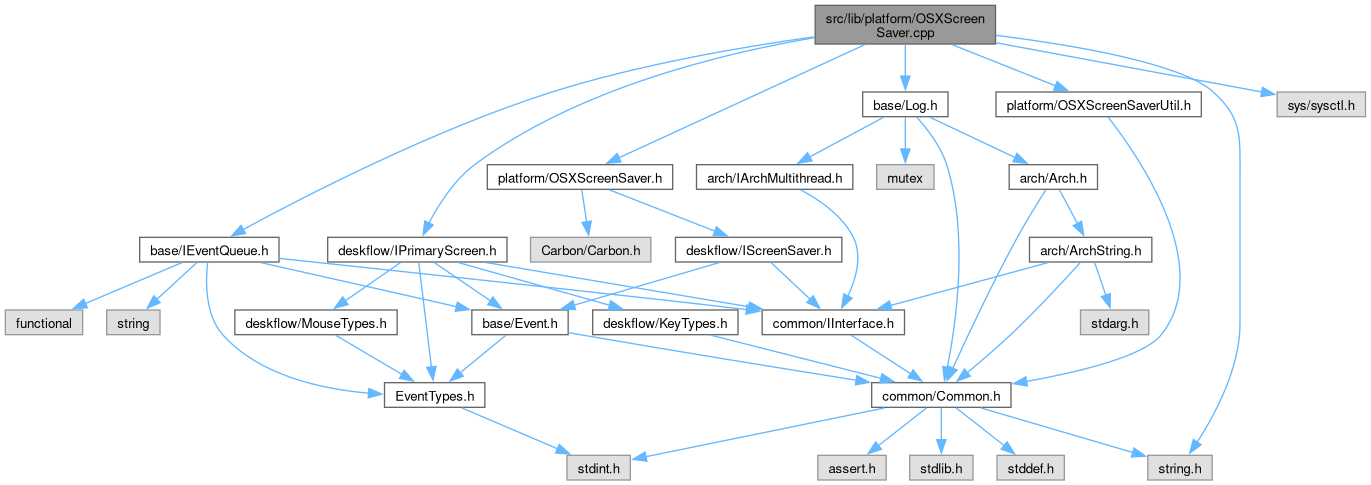 src/lib/platform/OSXScreen
Saver.cpp
base/Log.h
platform/OSXScreenSaverUtil.h
sys/sysctl.h
platform/OSXScreenSaver.h
arch/IArchMultithread.h
mutex
arch/Arch.h
base/IEventQueue.h
deskflow/IPrimaryScreen.h
Carbon/Carbon.h
deskflow/IScreenSaver.h
arch/ArchString.h
functional
string
deskflow/MouseTypes.h
base/Event.h
deskflow/KeyTypes.h
common/IInterface.h
stdarg.h
EventTypes.h
common/Common.h
stdint.h
assert.h
stdlib.h
stddef.h
string.h